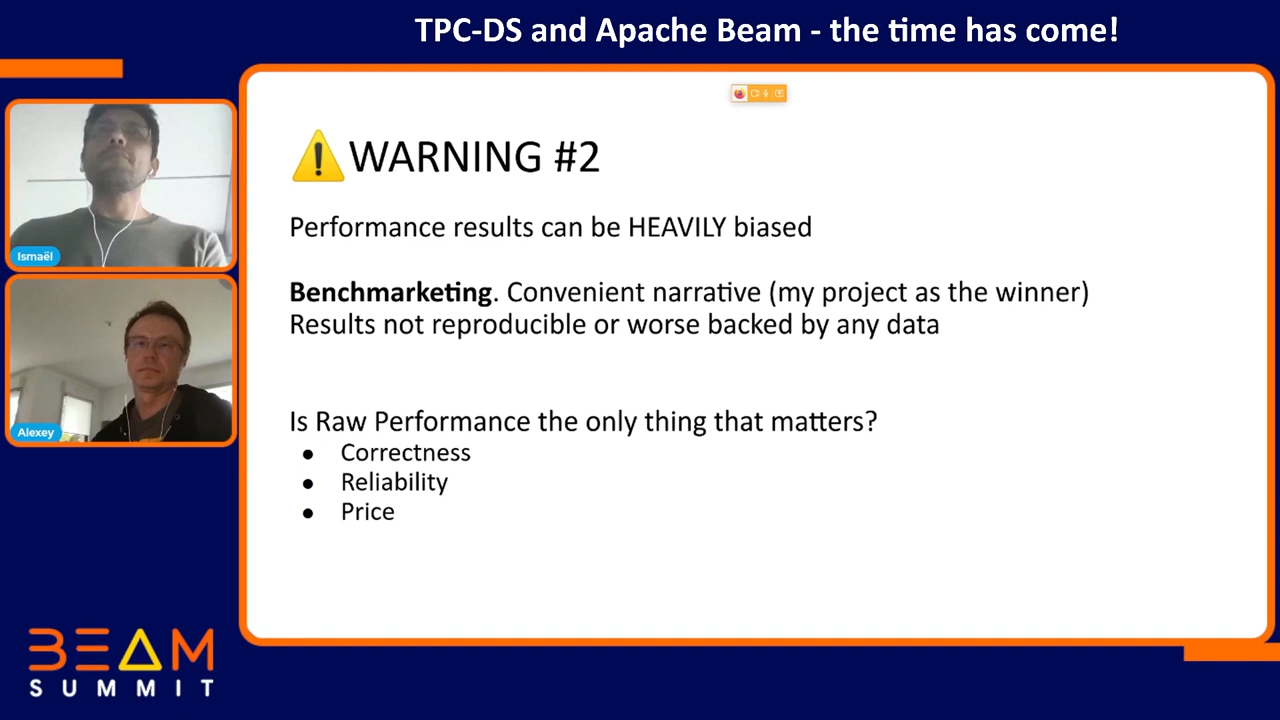 TPC-DS and Apache Beam - the time has come!
Ismaël
Alexey
WARNING #2
Performance results can be HEAVILY biased
Benchmarketing. Convenient narrative (my project as the winner)
Results not reproducible or worse backed by any data
Is Raw Performance the only thing that matters?
● Correctness
● Reliability
● Price
BEAM
SUMMIT